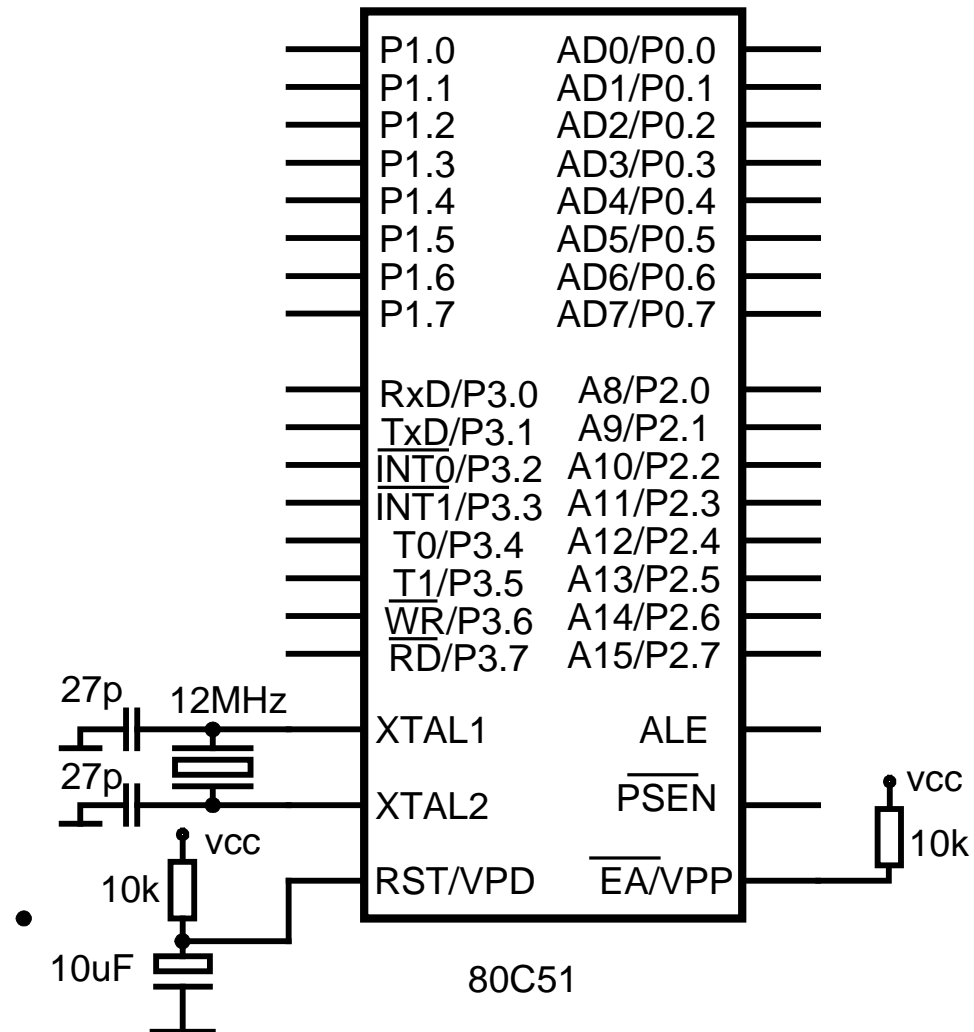 P1.0 AD0/P0.0
P1.1 AD1/P0.1
P1.2 AD2/P0.2
P1.3 AD3/P0.3
P1.4 AD4/P0.4
P1.5 AD5/P0.5
P1.6 AD6/P0.6
P1.7 AD7/P0.7
RxD/P3.0 A8/P2.0
TxD/P3.1 A9/P2.1
INT0/P3.2 A10/P2.2
INT1/P3.3 A11/P2.3
T0/P3.4 A12/P2.4
T1/P3.5 A13/P2.5
WR/P3.6 A14/P2.6
RD/P3.7 A15/P2.7
27p 12MHz
XTAL1 ALE
27p
XTAL2 PSEN vcc
vcc 10k
10k RST/VPD EA/VPP
10uF
80C51